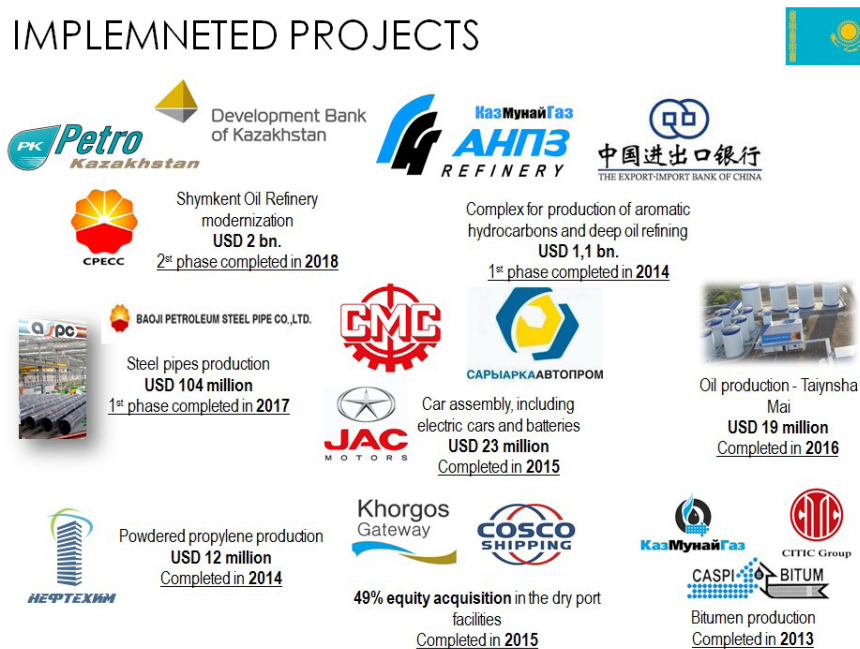 IMPLEMNETED PROJECTS
PK Petro
Kazakhstan
Development Bank
of Kazakhstan
КазМунайГаз
АНПЗ
REFINERY
中国进出口银行
THE EXPORT-IMPORT BANK OF CHINA
CPECC
Shymkent Oil Refinery
modernization
USD 2 bn.
2st phase completed in 2018
Complex for production of aromatic
hydrocarbons and deep oil refining
USD 1,1 bn.
1st phase completed in 2014
aspc
BAOJI PETROLEUM STEEL PIPE CO.,LTD.
Steel pipes production
USD 104 million
1st phase completed in 2017
CMC
САРЫАРКААВТОПРОМ
JAC
MOTORS
Car assembly, including
electric cars and batteries
USD 23 million
Completed in 2015
Oil production - Taiynsha
Mai
USD 19 million
Completed in 2016
НЕФТЕХИМ
Powdered propylene production
USD 12 million
Completed in 2014
Khorgos
Gateway
COSCO
SHIPPING
49% equity acquisition in the dry port
facilities
Completed in 2015
КазМунайГаз
CITIC
CITIC Group
CASPI BITUM
Bitumen production
Completed in 2013